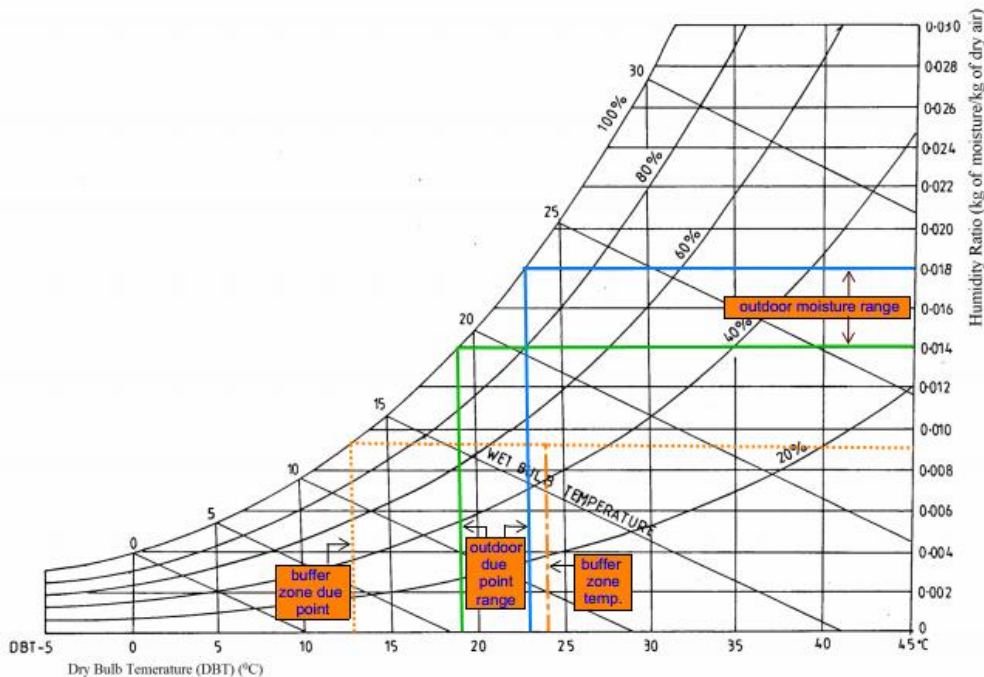 0·030
0·028
0·026
0·024
0·022
0·020
0·018
0·016
0·014
0·012
0·010
0·008
0·006
0·004
0·002
0
Humidity Ratio (kg of moisture/kg of dry air)
30
25
20
15
10
5
0
100%
80%
60%
40%
20%
WET BULB TEMPERATURE
outdoor moisture range
buffer
zone due
point
outdoor
due
point
range
buffer
zone
temp.
DBT-5 0 5 10 15 20 25 30 35 40 45°C
Dry Bulb Temerature (DBT) (⁰C)